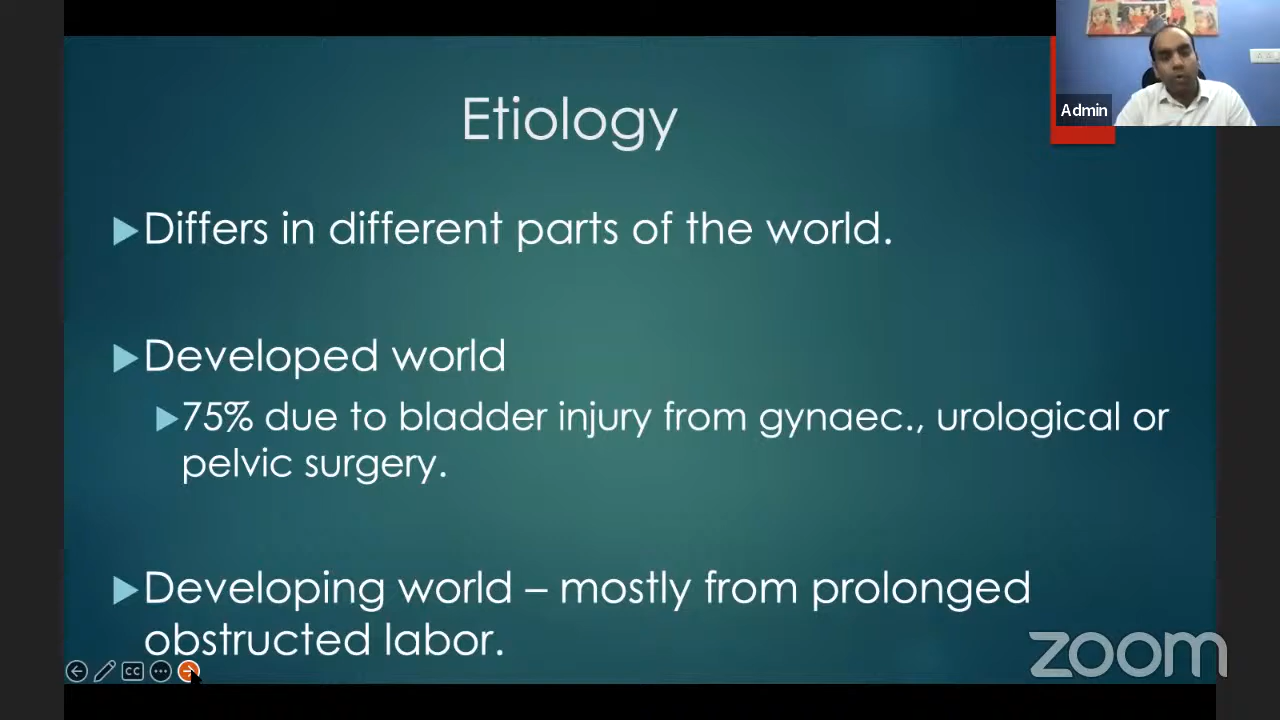 Etiology
Admin
Differs in different parts of the world.
Developed world
75% due to bladder injury from gynaec., urological or
pelvic surgery.
Developing world – mostly from prolonged
obstructed labor.
CC
zoom